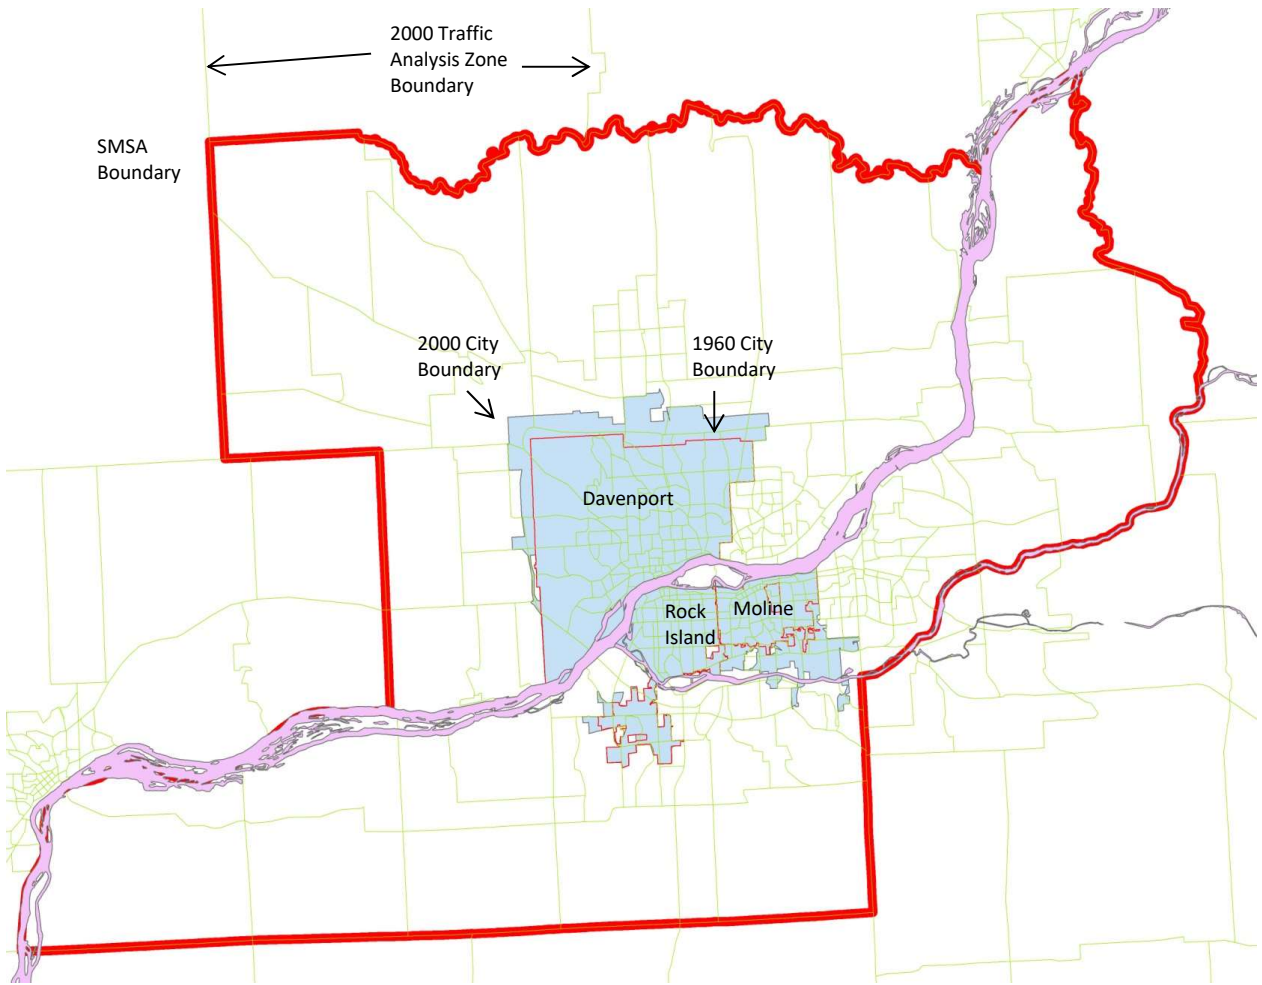 2000 Traffic
Analysis Zone
Boundary
SMSA
Boundary
2000 City
Boundary
1960 City
Boundary
Davenport
Rock
Island
Moline